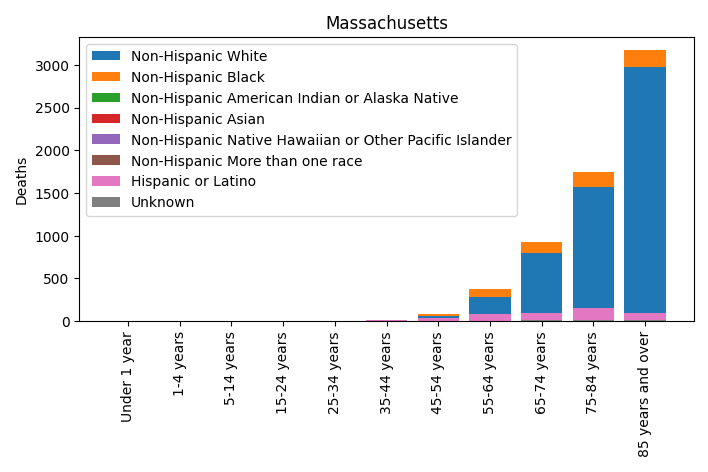 Massachusetts
Non-Hispanic White
Non-Hispanic Black
Non-Hispanic American Indian or Alaska Native
Non-Hispanic Asian
Non-Hispanic Native Hawaiian or Other Pacific Islander
Non-Hispanic More than one race
Hispanic or Latino
Unknown
Deaths
3000
2500
2000
1500
1000
500
0
Under 1 year
1-4 years
5-14 years
15-24 years
25-34 years
35-44 years
45-54 years
55-64 years
65-74 years
75-84 years
85 years and over